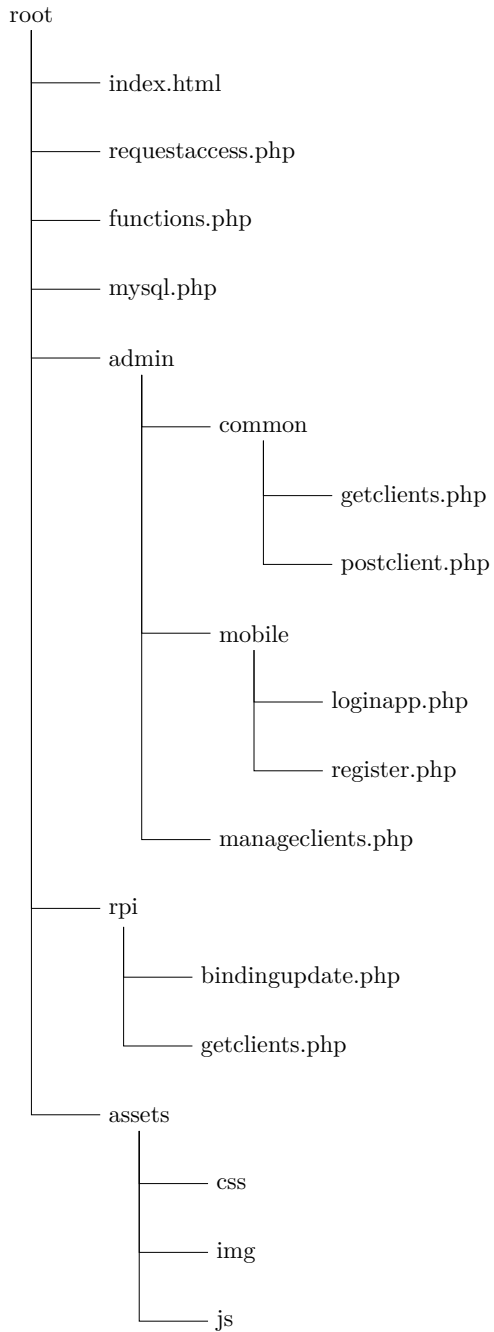 root
index.html
requestaccess.php
functions.php
mysql.php
admin
common
getclients.php
postclient.php
mobile
loginapp.php
register.php
manageclients.php
rpi
bindingupdate.php
getclients.php
assets
css
img
js